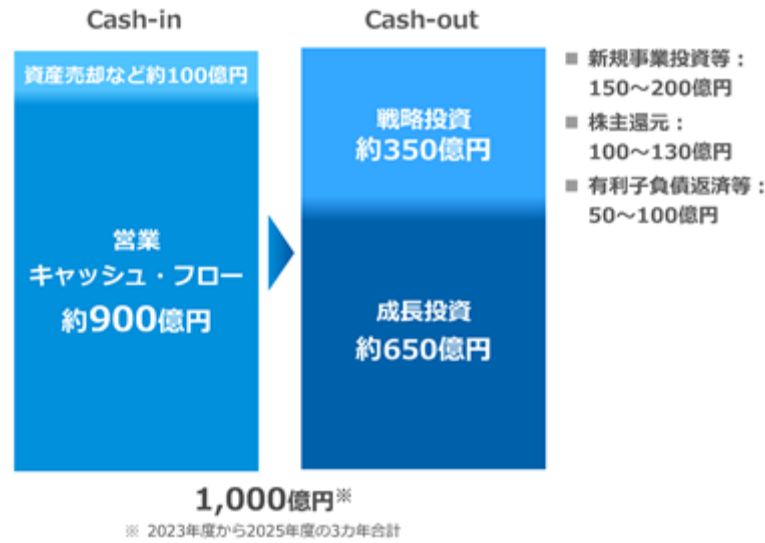 Cash-in
資産売却など約100億円
営業
キャッシュ・フロー
約900億円
Cash-out
戦略投資
約350億円
成長投資
約650億円
■ 新規事業投資等：
150～200億円
■ 株主還元：
100～130億円
■ 有利子負債返済等：
50～100億円
1,000億円※
※ 2023年度から2025年度の3カ年合計